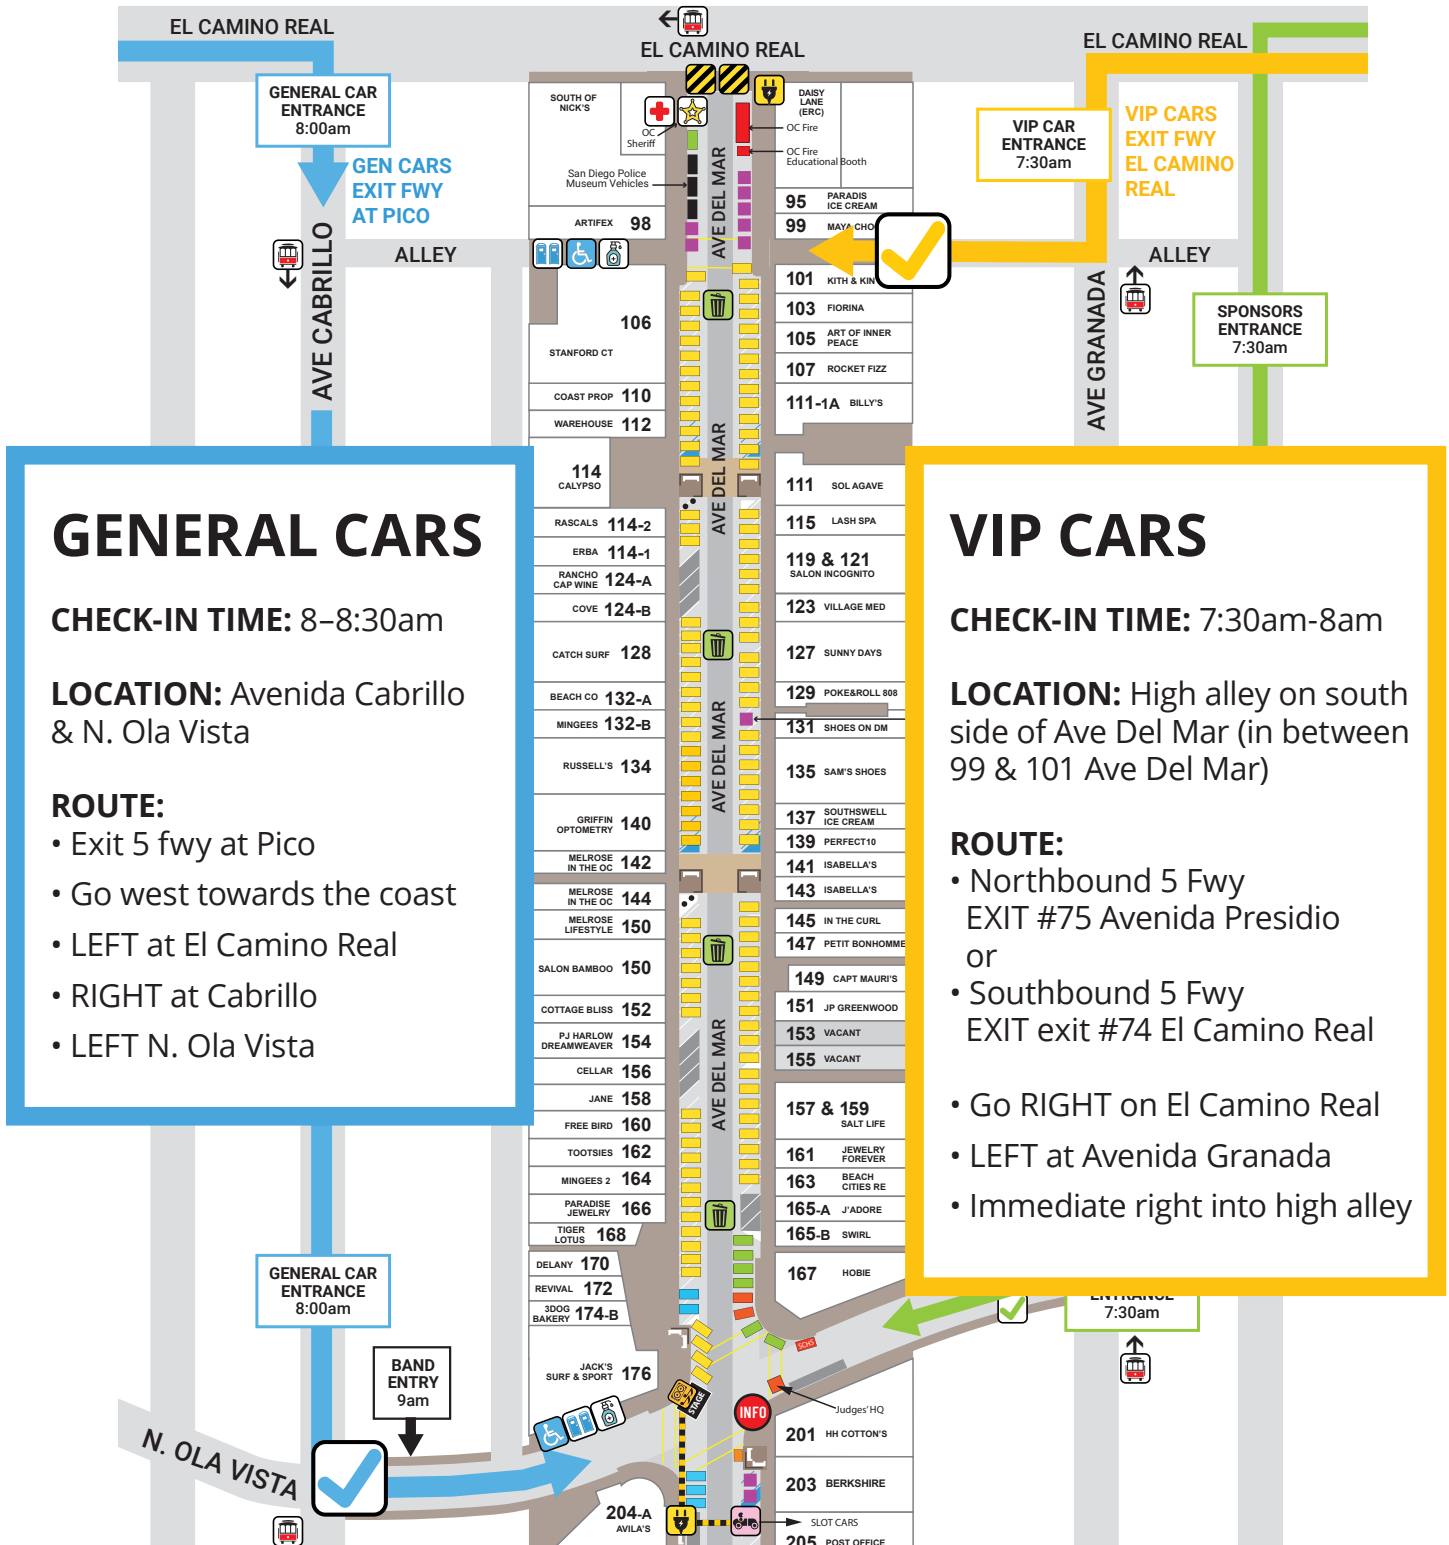 EL CAMINO REAL
EL CAMINO REAL
EL CAMINO REAL
GENERAL CAR
ENTRANCE
8:00am
GEN CARS
EXIT FWY
AT PICO
AVE CABRILLO
ALLEY
SOUTH OF
NICK'S
OC
Sheriff
San Diego Police
Museum Vehicles
ARTIFEX 98
AVE DEL MAR
DAISY
LANE
(ERC)
OC Fire
OC Fire
Educational Booth
95 PARADIS
ICE CREAM
99 MAYA CHO
VIP CAR
ENTRANCE
7:30am
VIP CARS
EXIT FWY
EL CAMINO
REAL
ALLEY
AVE GRANADA
SPONSORS
ENTRANCE
7:30am
106
STANFORD CT
COAST PROP 110
WAREHOUSE 112
114
CALYPSO
RASCALS 114-2
ERBA 114-1
RANCHO
CAP WINE 124-A
COVE 124-B
CATCH SURF 128
BEACH CO 132-A
MINGEES 132-B
RUSSELL'S 134
GRIFFIN
OPTOMETRY 140
MELROSE
IN THE OC 142
MELROSE
IN THE OC 144
MELROSE
LIFESTYLE 150
SALON BAMBOO 150
COTTAGE BLISS 152
PJ HARLOW
DREAMWEAVER 154
CELLAR 156
JANE 158
FREE BIRD 160
TOOTSIES 162
MINGEES 2 164
PARADISE
JEWELRY 166
TIGER
LOTUS 168
DELANY 170
REVIVAL 172
3DOG
BAKERY 174-B
JACK'S
SURF & SPORT 176
AVE DEL MAR
AVE DEL MAR
AVE DEL MAR
101 KITH & KIN
103 FIORINA
105 ART OF INNER
PEACE
107 ROCKET FIZZ
111-1A BILLY'S
111 SOL AGAVE
115 LASH SPA
119 & 121
SALON INCOGNITO
123 VILLAGE MED
127 SUNNY DAYS
129 POKE&ROLL 808
131 SHOES ON DM
135 SAM'S SHOES
137 SOUTHSWELL
ICE CREAM
139 PERFECT10
141 ISABELLA'S
143 ISABELLA'S
145 IN THE CURL
147 PETIT BONHOMME
149 CAPT MAURI'S
151 JP GREENWOOD
153 VACANT
155 VACANT
157 & 159
SALT LIFE
161 JEWELRY
FOREVER
163 BEACH
CITIES RE
165-A J'ADORE
165-B SWIRL
167 HOBIE
GENERAL CARS
CHECK-IN TIME: 8–8:30am
LOCATION: Avenida Cabrillo
& N. Ola Vista
ROUTE:
• Exit 5 fwy at Pico
• Go west towards the coast
• LEFT at El Camino Real
• RIGHT at Cabrillo
• LEFT N. Ola Vista
VIP CARS
CHECK-IN TIME: 7:30am-8am
LOCATION: High alley on south
side of Ave Del Mar (in between
99 & 101 Ave Del Mar)
ROUTE:
• Northbound 5 Fwy
EXIT #75 Avenida Presidio
or
• Southbound 5 Fwy
EXIT exit #74 El Camino Real
• Go RIGHT on El Camino Real
• LEFT at Avenida Granada
• Immediate right into high alley
GENERAL CAR
ENTRANCE
8:00am
BAND
ENTRY
9am
N. OLA VISTA
ENTRANCE
7:30am
SCHS
STAGE
INFO
Judges' HQ
201 HH COTTON'S
203 BERKSHIRE
204-A
AVILA'S
SLOT CARS
205 POST OFFICE